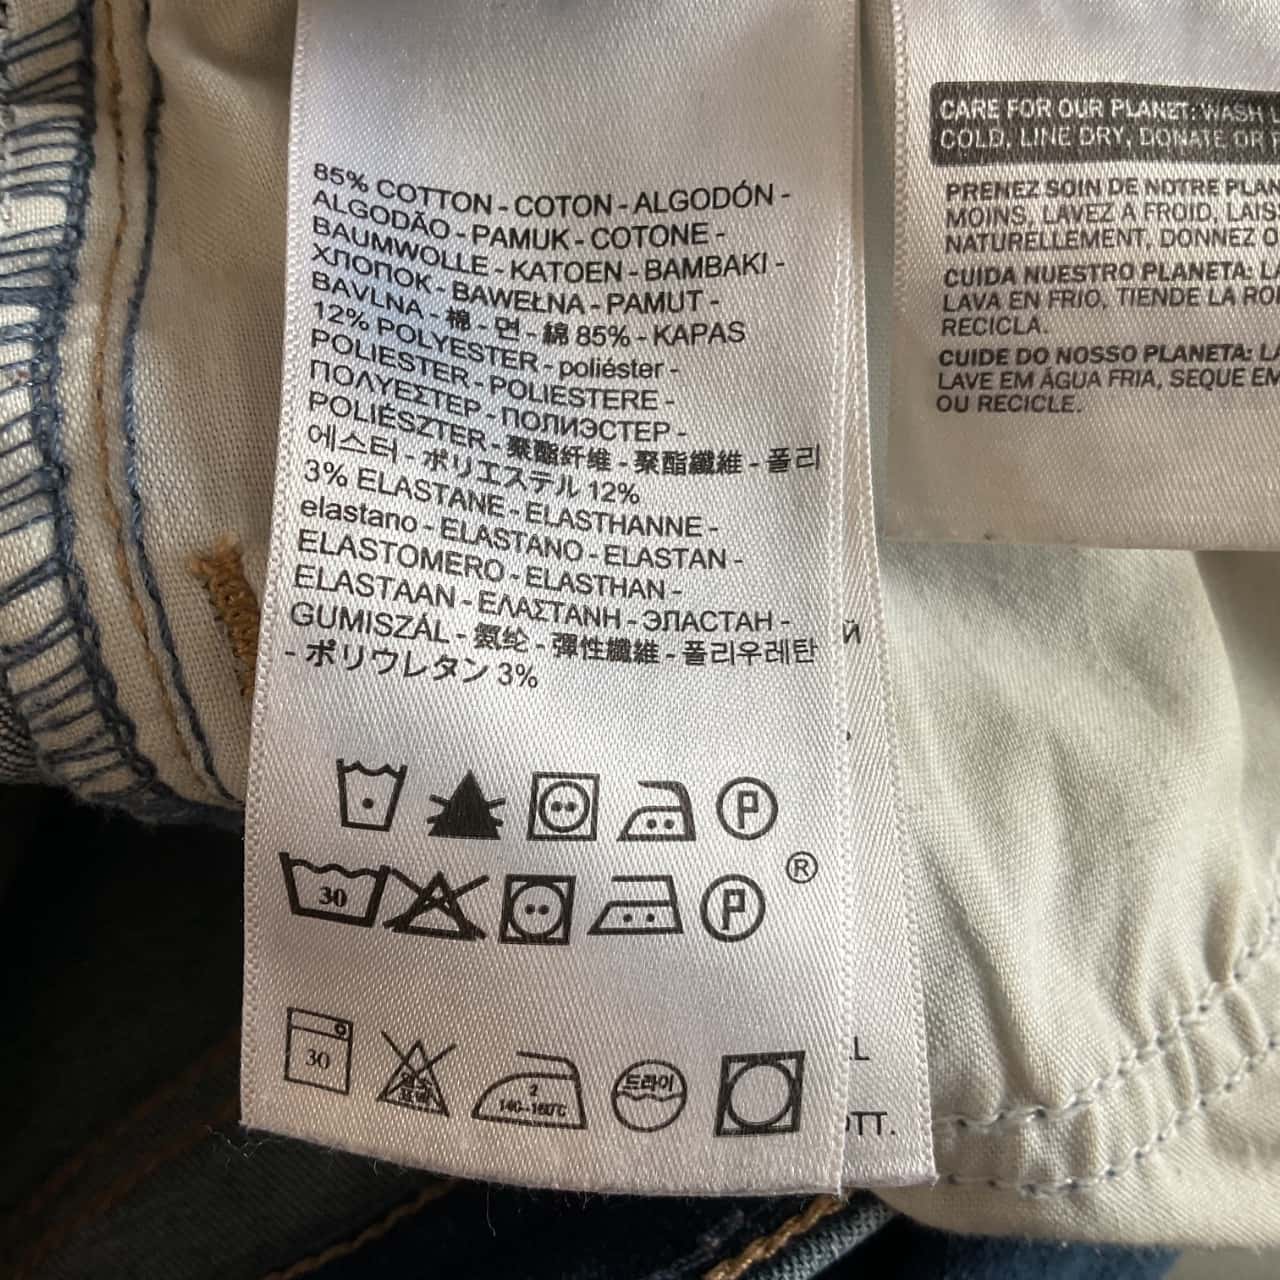 85% COTTON - COTON - ALGODÓN -
ALGODÃO - PAMUK - COTONE -
BAUMWOLLE - KATOEN - BAMBAKI -
ХЛОПОК - BAWEŁNA - PAMUT -
BAVLNA - 棉 - 면 - 綿 85% - KAPAS
12% POLYESTER - poliéster -
POLIESTER - POLIESTERE -
ΠΟΛΥΕΣΤΕΡ - ПОЛИЭСТЕР -
POLIÉSZTER - 聚酯纤维 - 聚酯纖維 - 폴리
에스터 - ポリエステル 12%
3% ELASTANE - ELASTHANNE -
elastano - ELASTANO - ELASTAN -
ELASTOMERO - ELASTHAN -
ELASTAAN - ΕΛΑΣΤΑΝΗ - ЭЛАСТАН -
GUMISZÁL - 氨纶 - 彈性纖維 - 폴리우레탄
- ポリウレタン 3%
P
30 P ®
30 염소 표백 2 140~160℃ 드라이
CARE FOR OUR PLANET: WASH
COLD, LINE DRY, DONATE OR
PRENEZ SOIN DE NOTRE
MOINS, LAVEZ A FROID,
NATURELLEMENT, DONNEZ
CUIDA NUESTRO PLANETA:
LAVA EN FRIO, TIENDE LA
RECICLA.
CUIDE DO NOSSO PLANETA:
LAVE EM ÁGUA FRIA, SEQUE EM
OU RECICLE.